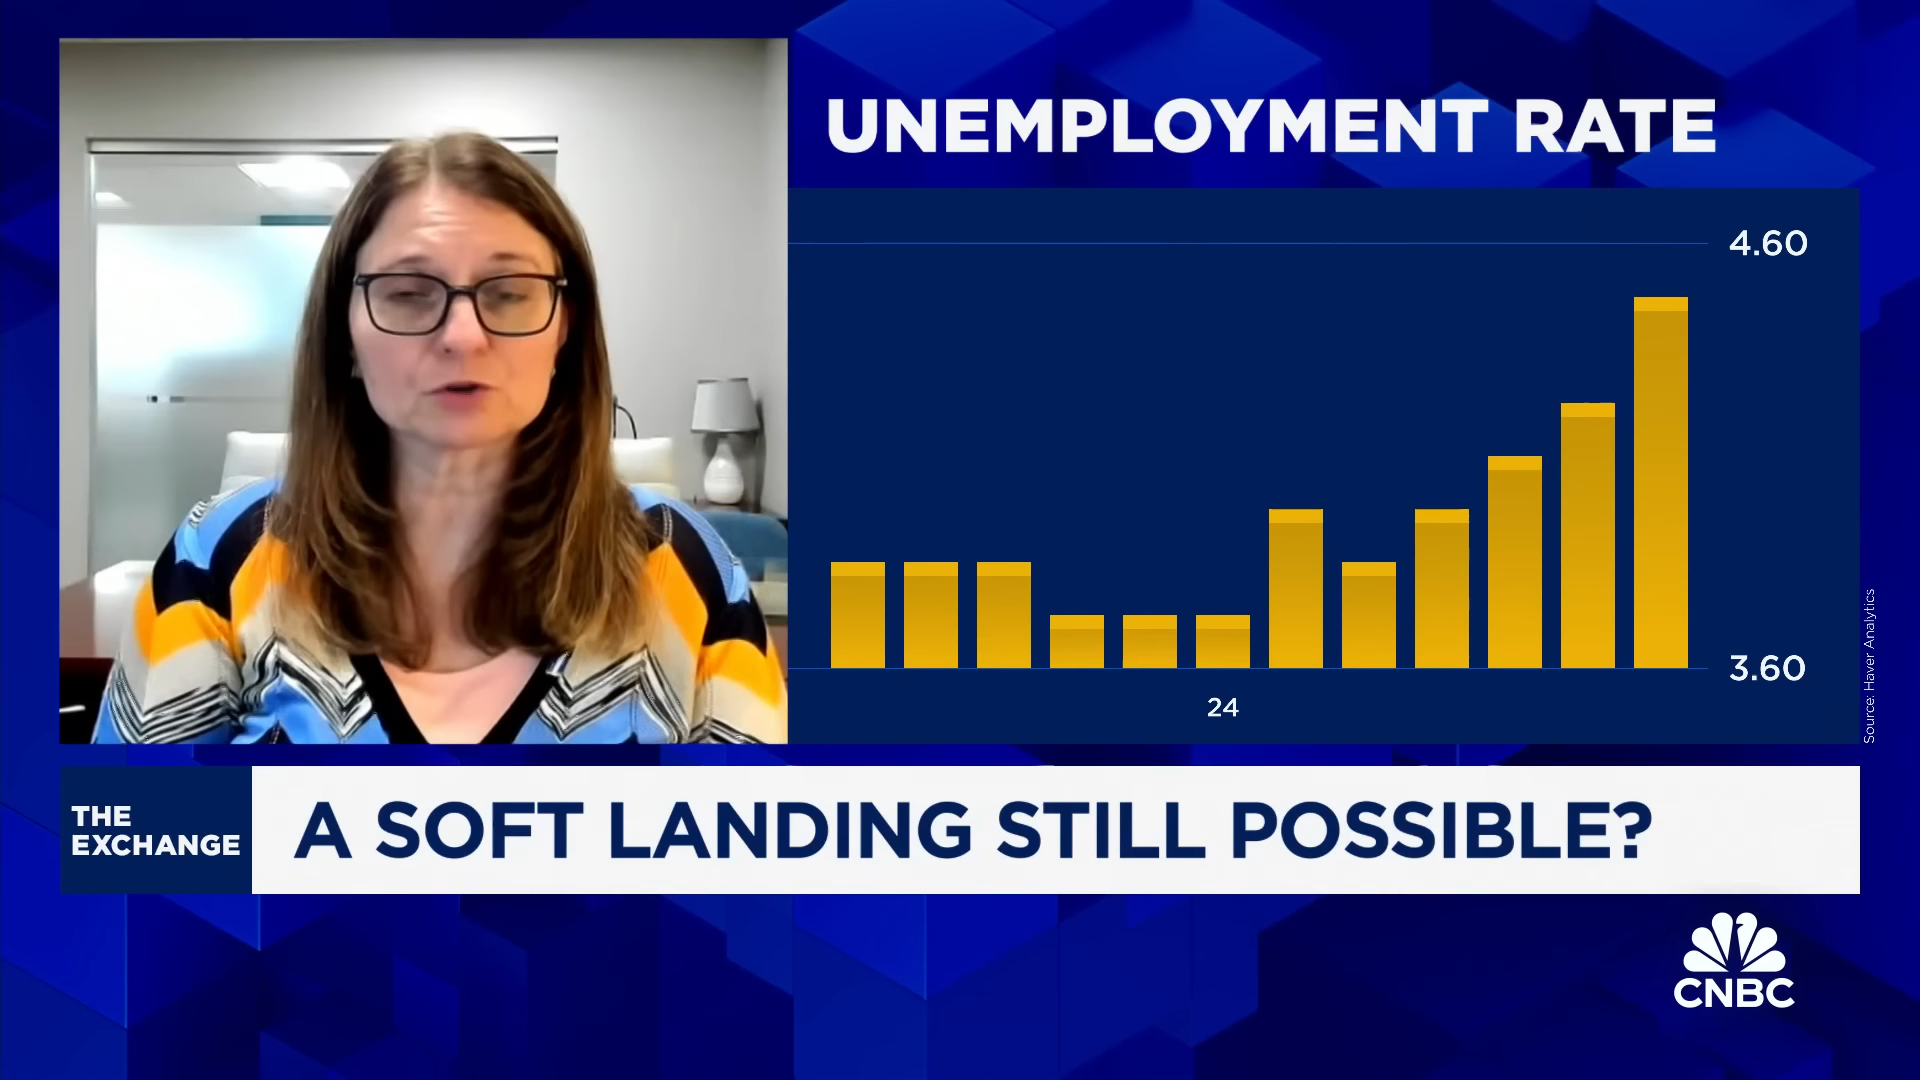 UNEMPLOYMENT RATE
4.60
3.60
24
Source: Haver Analytics
THE
EXCHANGE
A SOFT LANDING STILL POSSIBLE?
CNBC